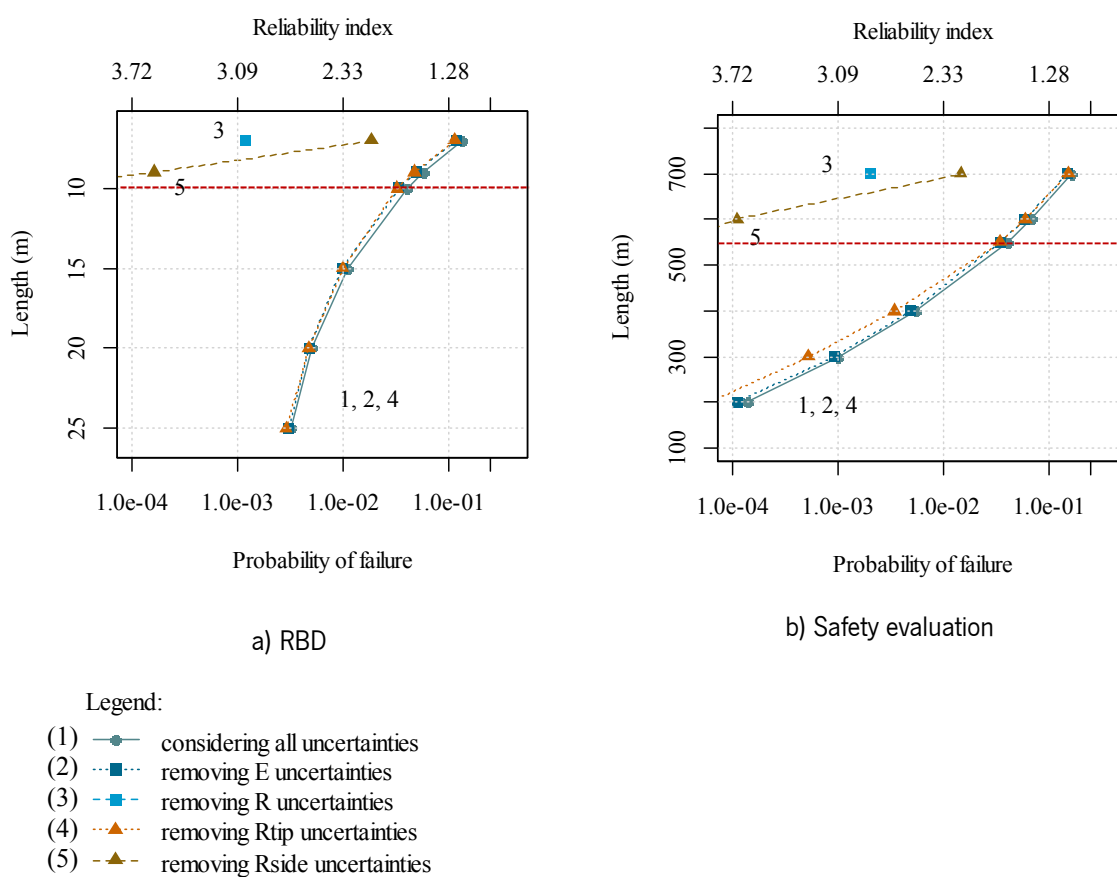 Reliability index
3.72 3.09 2.33 1.28
Length (m)
10
15
20
25
3
5
1, 2, 4
1.0e-04 1.0e-03 1.0e-02 1.0e-01
Probability of failure
a) RBD
Reliability index
3.72 3.09 2.33 1.28
Length (m)
700
500
300
100
3
5
1, 2, 4
1.0e-04 1.0e-03 1.0e-02 1.0e-01
Probability of failure
b) Safety evaluation
Legend:
(1) considering all uncertainties
(2) removing E uncertainties
(3) removing R uncertainties
(4) removing Rtip uncertainties
(5) removing Rside uncertainties